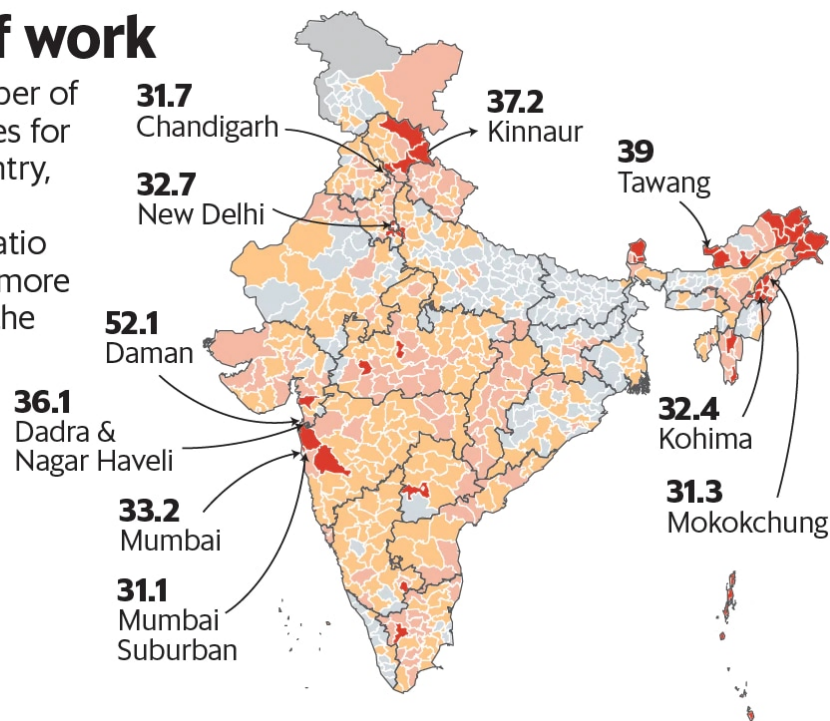 f work
ber of
es for
ntry,
atio
more
he
31.7
Chandigarh
32.7
New Delhi
52.1
Daman
36.1
Dadra &
Nagar Haveli
33.2
Mumbai
31.1
Mumbai
Suburban
37.2
Kinnaur
39
Tawang
32.4
Kohima
31.3
Mokokchung